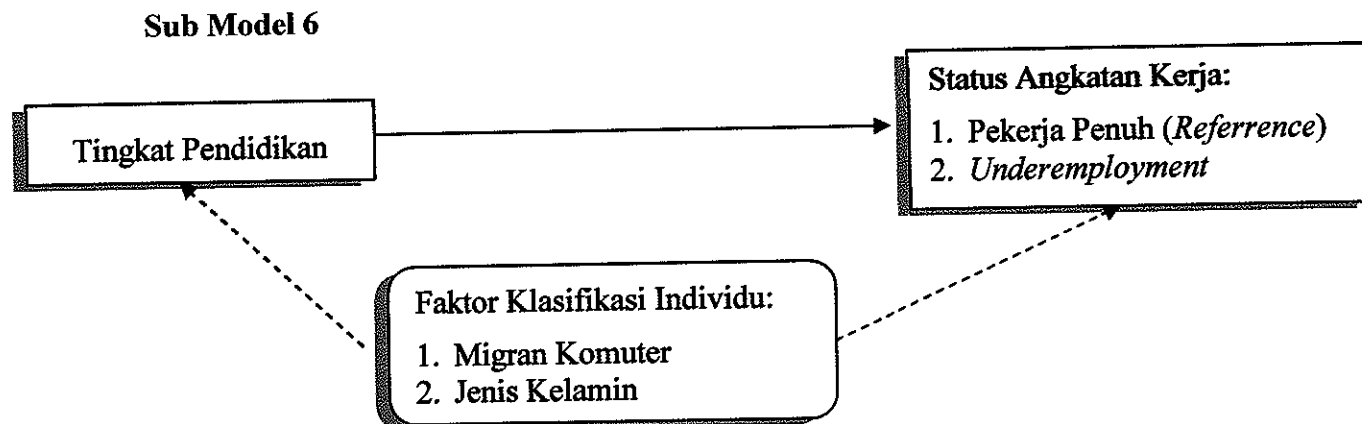 Sub Model 6
Tingkat Pendidikan
Status Angkatan Kerja:
1. Pekerja Penuh (Referrence)
2. Underemployment
Faktor Klasifikasi Individu:
1. Migran Komuter
2. Jenis Kelamin